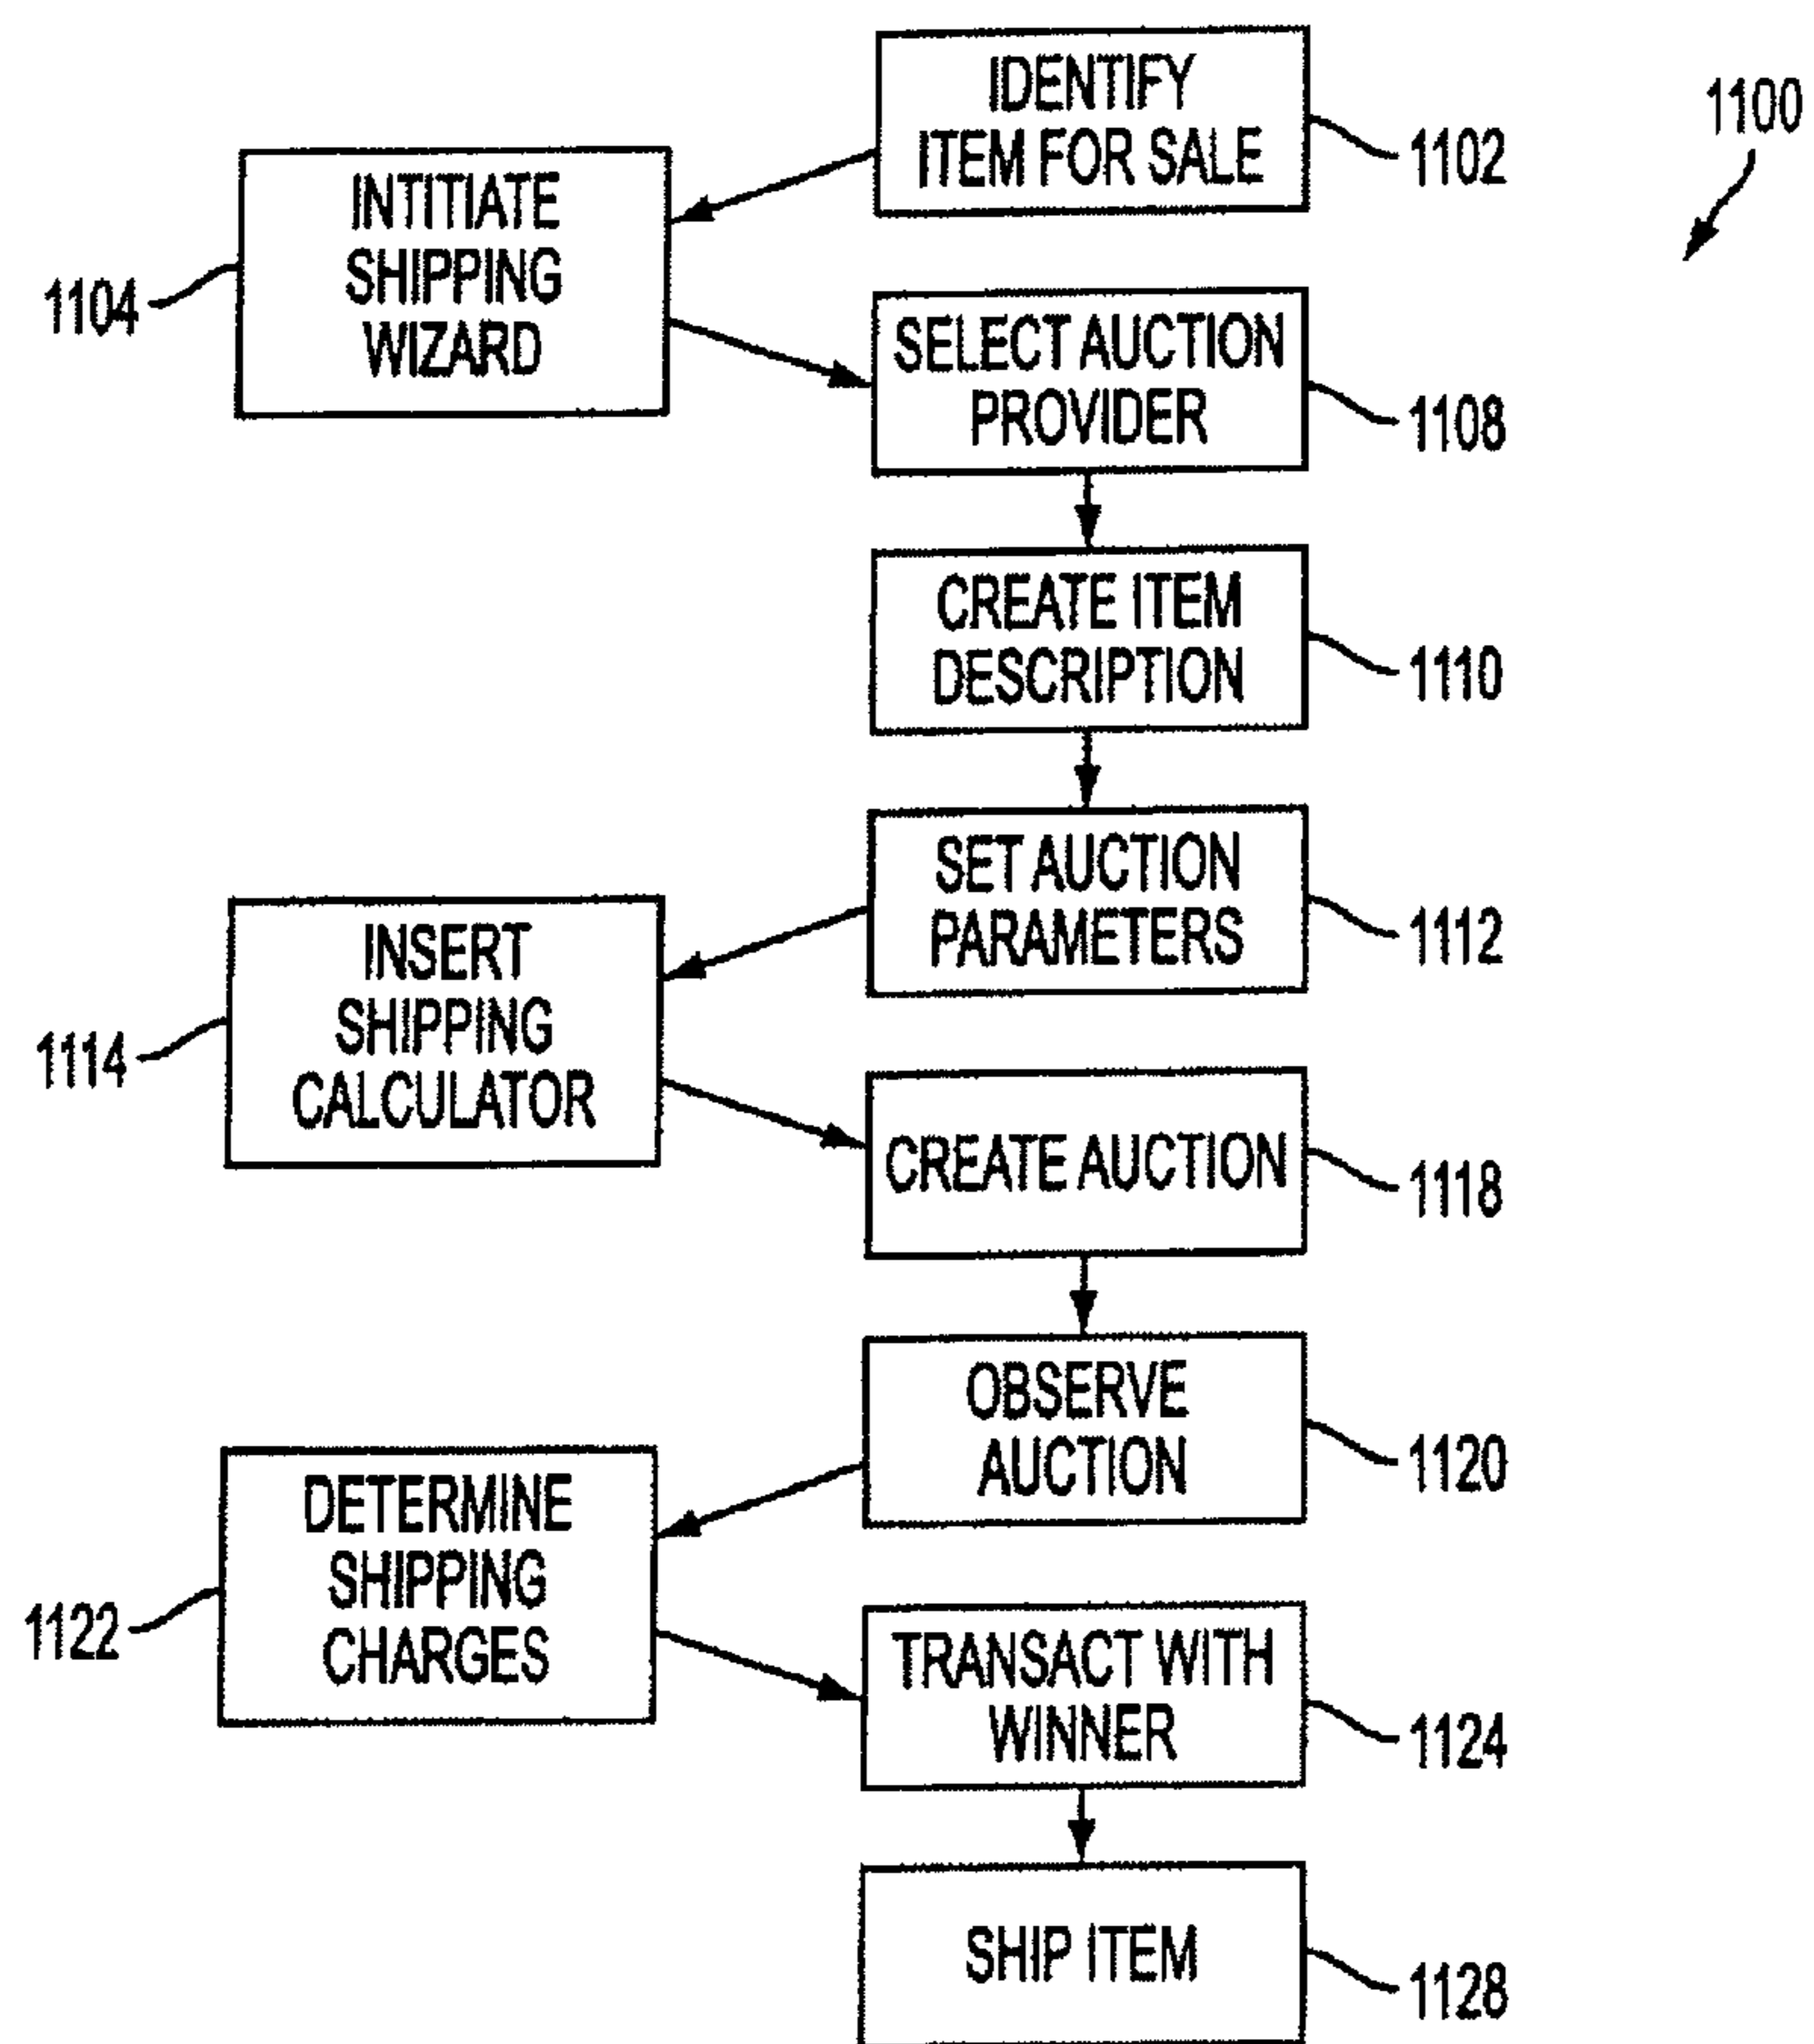 IDENTIFY
ITEM FOR SALE
1102
1100
INTITIATE
SHIPPING
WIZARD
1104
SELECT AUCTION
PROVIDER
1108
CREATE ITEM
DESCRIPTION
1110
SET AUCTION
PARAMETERS
1112
INSERT
SHIPPING
CALCULATOR
1114
CREATE AUCTION
1118
OBSERVE
AUCTION
1120
DETERMINE
SHIPPING
CHARGES
1122
TRANSACT WITH
WINNER
1124
SHIP ITEM
1128